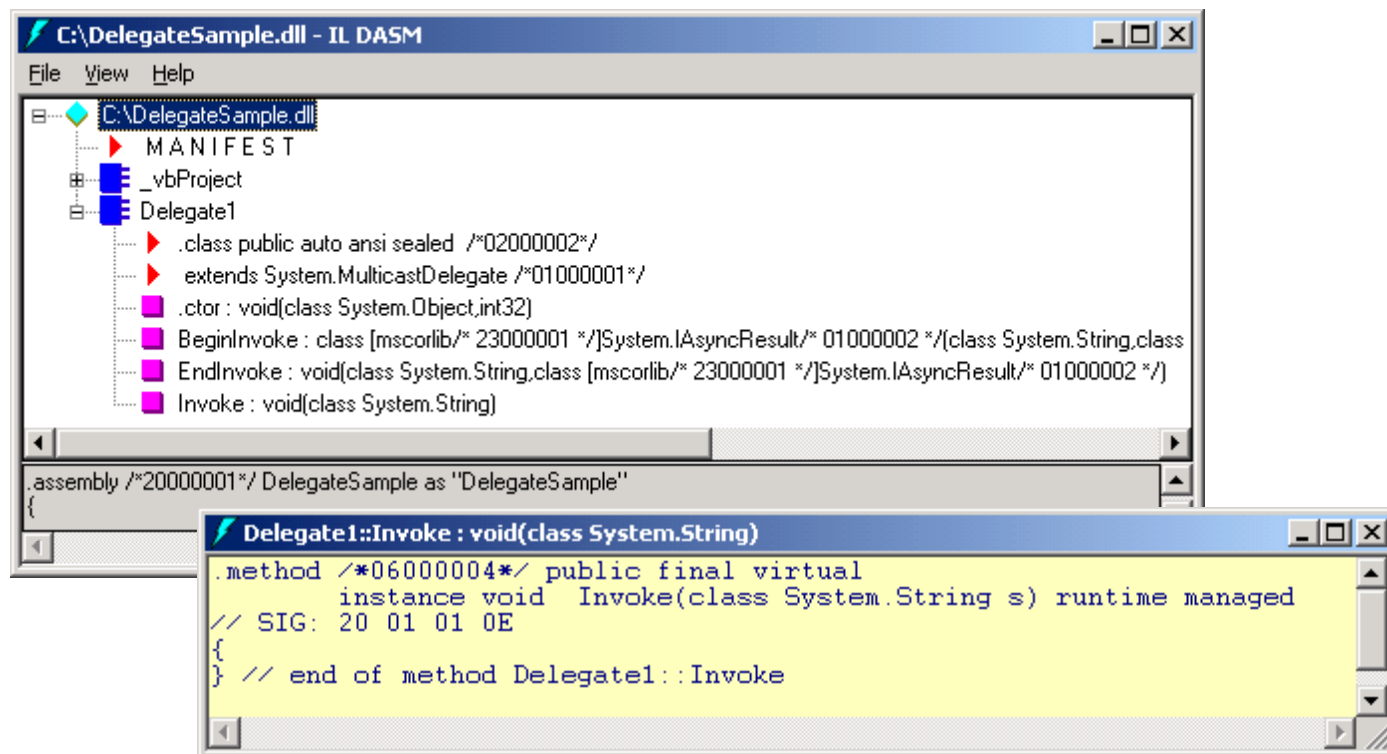 C:\DelegateSample.dll - IL DASM
File View Help
C:\DelegateSample.dll
M A N I F E S T
_vbProject
Delegate1
.class public auto ansi sealed /*02000002*/
extends System.MulticastDelegate /*01000001*/
.ctor : void(class System.Object,int32)
BeginInvoke : class [mscorlib/* 23000001 */]System.IAsyncResult/* 01000002 */(class System.String,class
EndInvoke : void(class System.String,class [mscorlib/* 23000001 */]System.IAsyncResult/* 01000002 */)
Invoke : void(class System.String)
.assembly /*20000001*/ DelegateSample as "DelegateSample"
{
Delegate1::Invoke : void(class System.String)
.method /*06000004*/ public final virtual
instance void Invoke(class System.String s) runtime managed
// SIG: 20 01 01 0E
{
} // end of method Delegate1::Invoke